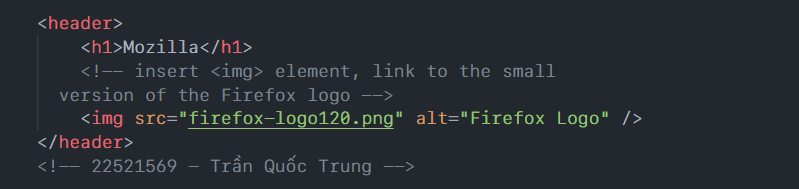 <header>
<h1>Mozilla</h1>
<!-- insert <img> element, link to the small
version of the Firefox logo -->
<img src="firefox-logo120.png" alt="Firefox Logo" />
</header>
<!-- 22521569 - Trần Quốc Trung -->